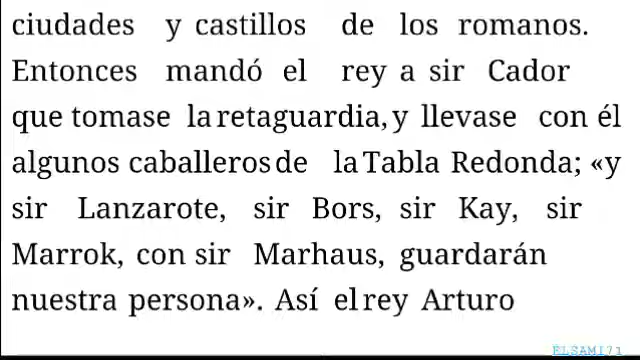 ciudades y castillos de los romanos.
Entonces mandó el rey a sir Cador
que tomase la retaguardia, y llevase con él
algunos caballeros de la Tabla Redonda; «y
sir Lanzarote, sir Bors, sir Kay, sir
Marrok, con sir Marhaus, guardarán
nuestra persona». Así el rey Arturo
ELSAMI71